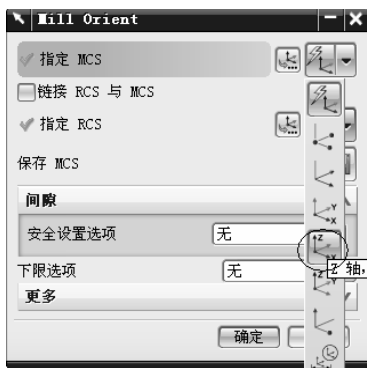 Mill Orient
指定 MCS
链接 RCS 与 MCS
指定 RCS
保存 MCS
间隙
安全设置选项 无
下限选项 无
Z 轴,
更多
确定